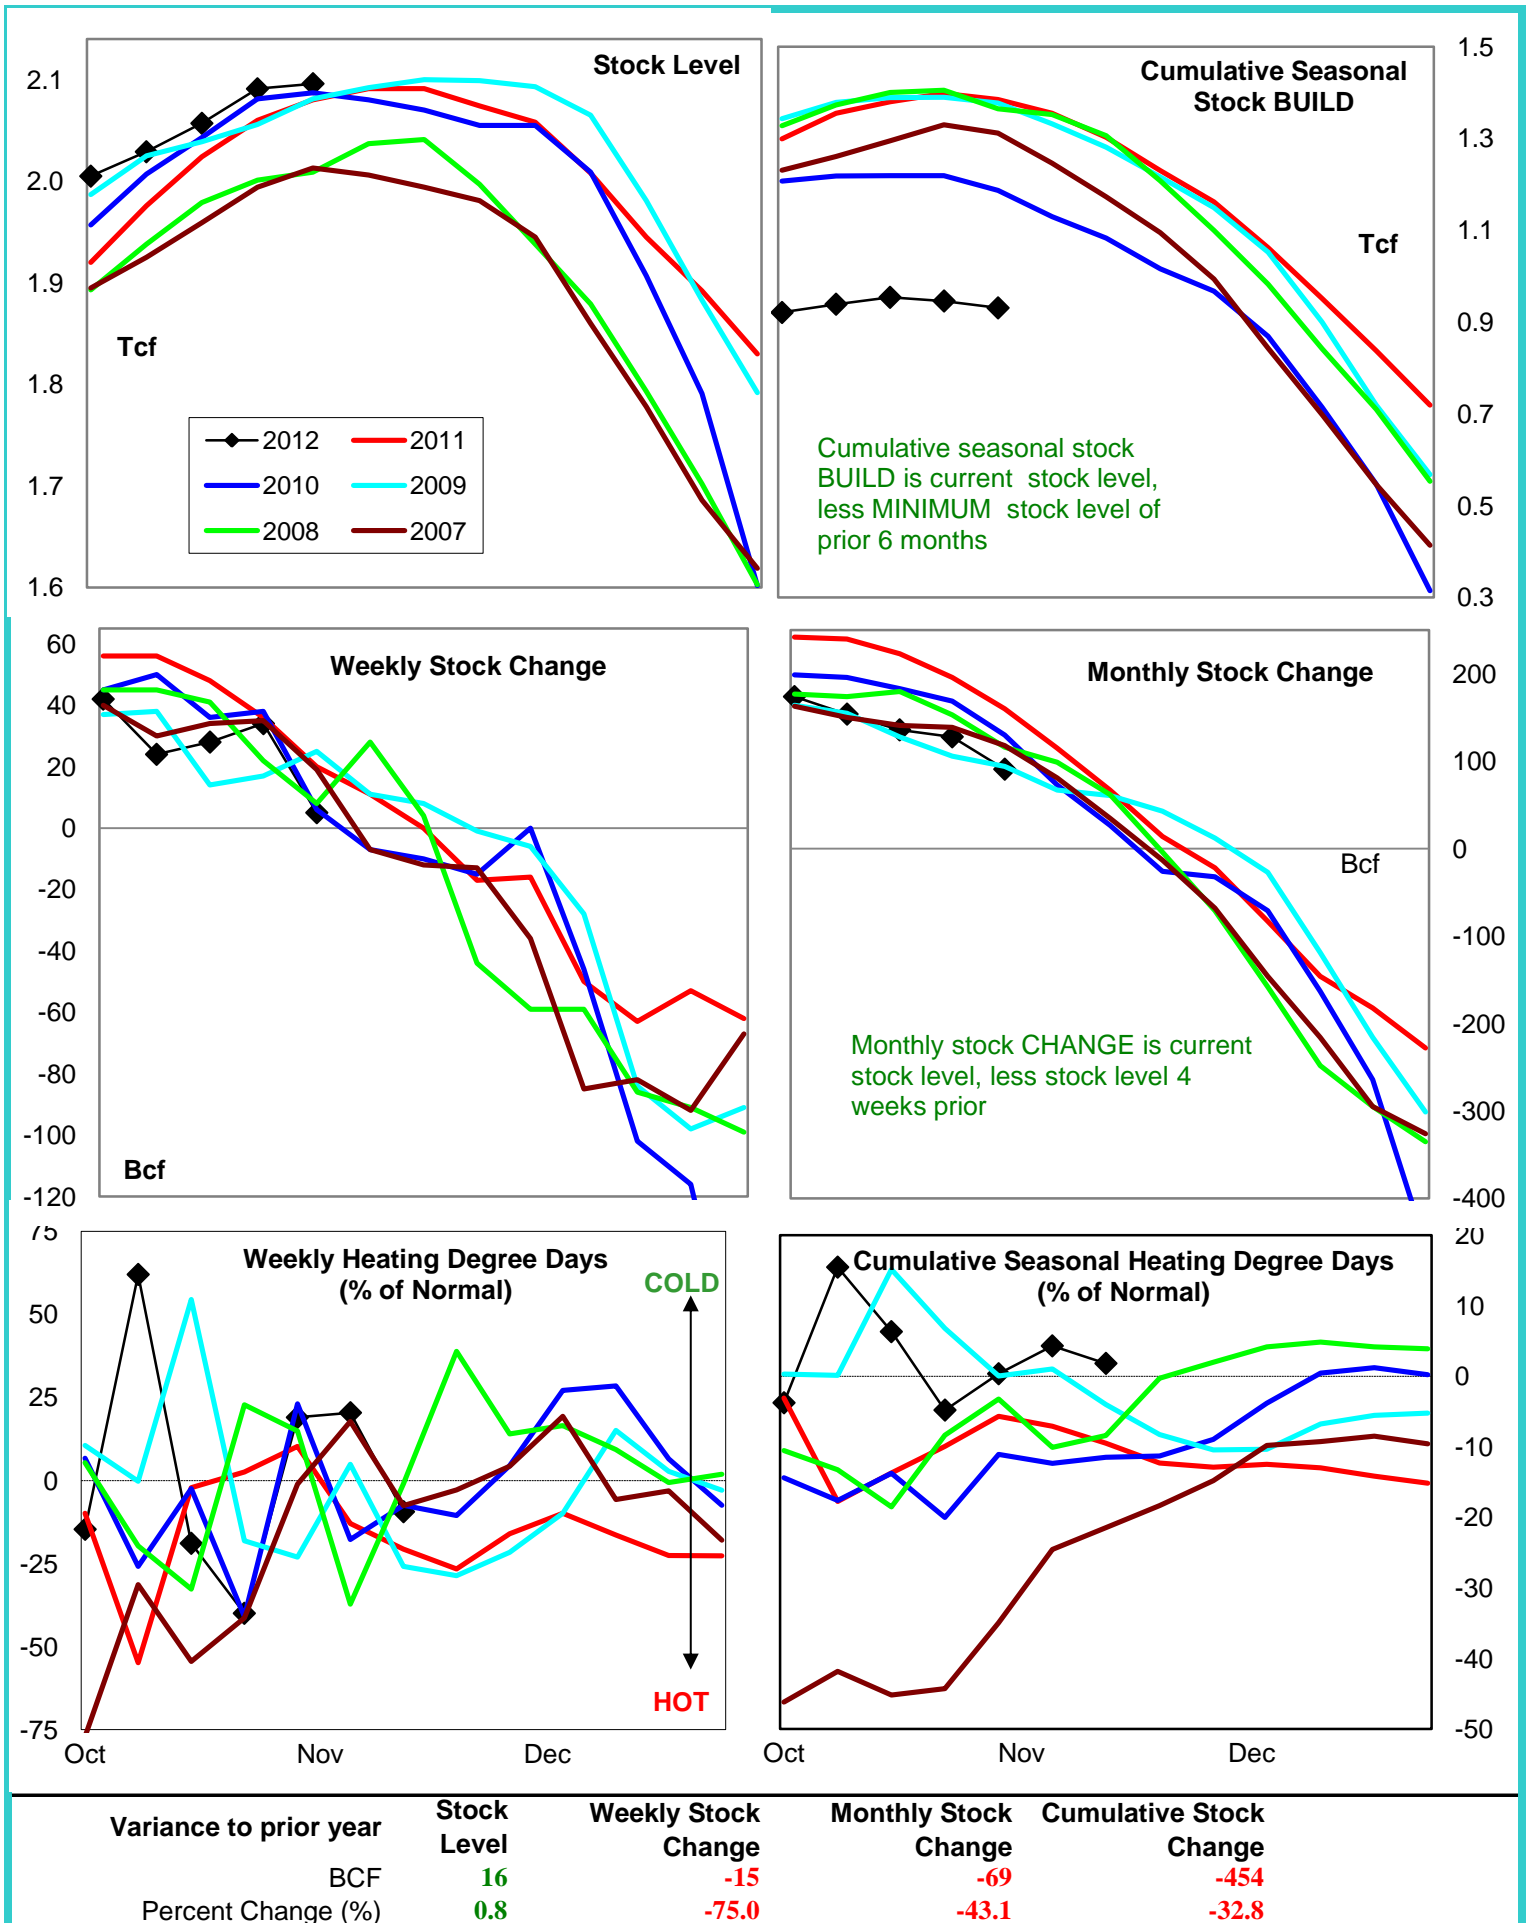 Stock Level
2.1
2.0
1.9
1.8
1.7
1.6
Tcf
2012
2011
2010
2009
2008
2007
Cumulative Seasonal
Stock BUILD
1.5
1.3
1.1
0.9
0.7
0.5
0.3
Tcf
Cumulative seasonal stock
BUILD is current stock level,
less MINIMUM stock level of
prior 6 months
Weekly Stock Change
60
40
20
0
-20
-40
-60
-80
-100
-120
Bcf
Monthly Stock Change
200
100
0
-100
-200
-300
-400
Bcf
Monthly stock CHANGE is current
stock level, less stock level 4
weeks prior
Weekly Heating Degree Days
(% of Normal)
COLD
HOT
75
50
25
0
-25
-50
-75
Oct Nov Dec
Cumulative Seasonal Heating Degree Days
(% of Normal)
20
10
0
-10
-20
-30
-40
-50
Oct Nov Dec
Variance to prior year Stock Level Weekly Stock Change Monthly Stock Change Cumulative Stock Change
BCF 16 -15 -69 -454
Percent Change (%) 0.8 -75.0 -43.1 -32.8